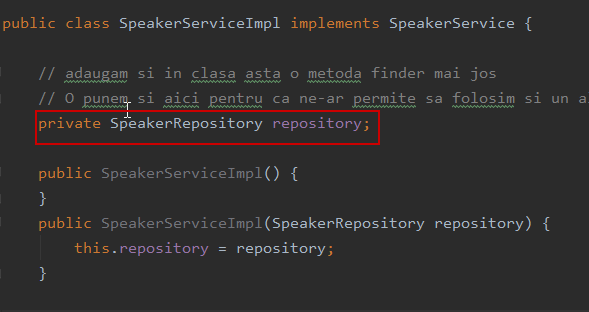 public class SpeakerServiceImpl implements SpeakerService {
// adaugam si in clasa asta o metoda finder mai jos
// O punem si aici pentru ca ne-ar permite sa folosim si un
private SpeakerRepository repository;
public SpeakerServiceImpl() {
}
public SpeakerServiceImpl(SpeakerRepository repository) {
this.repository = repository;
}